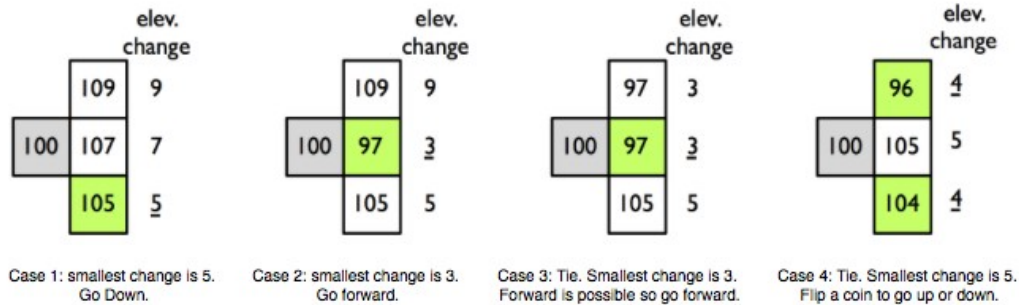 elev.
change
109 9
100 107 7
105 5
Case 1: smallest change is 5.
Go Down.
elev.
change
109 9
100 97 3
105 5
Case 2: smallest change is 3.
Go forward.
elev.
change
97 3
100 97 3
105 5
Case 3: Tie. Smallest change is 3.
Forward is possible so go forward.
elev.
change
96 4
100 105 5
104 4
Case 4: Tie. Smallest change is 5.
Flip a coin to go up or down.